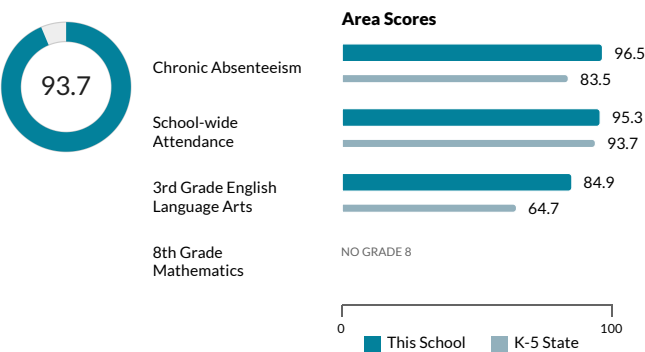 Area Scores
93.7
Chronic Absenteeism
96.5
83.5
School-wide
Attendance
95.3
93.7
3rd Grade English
Language Arts
84.9
64.7
8th Grade
Mathematics
NO GRADE 8
0
100
This School
K-5 State